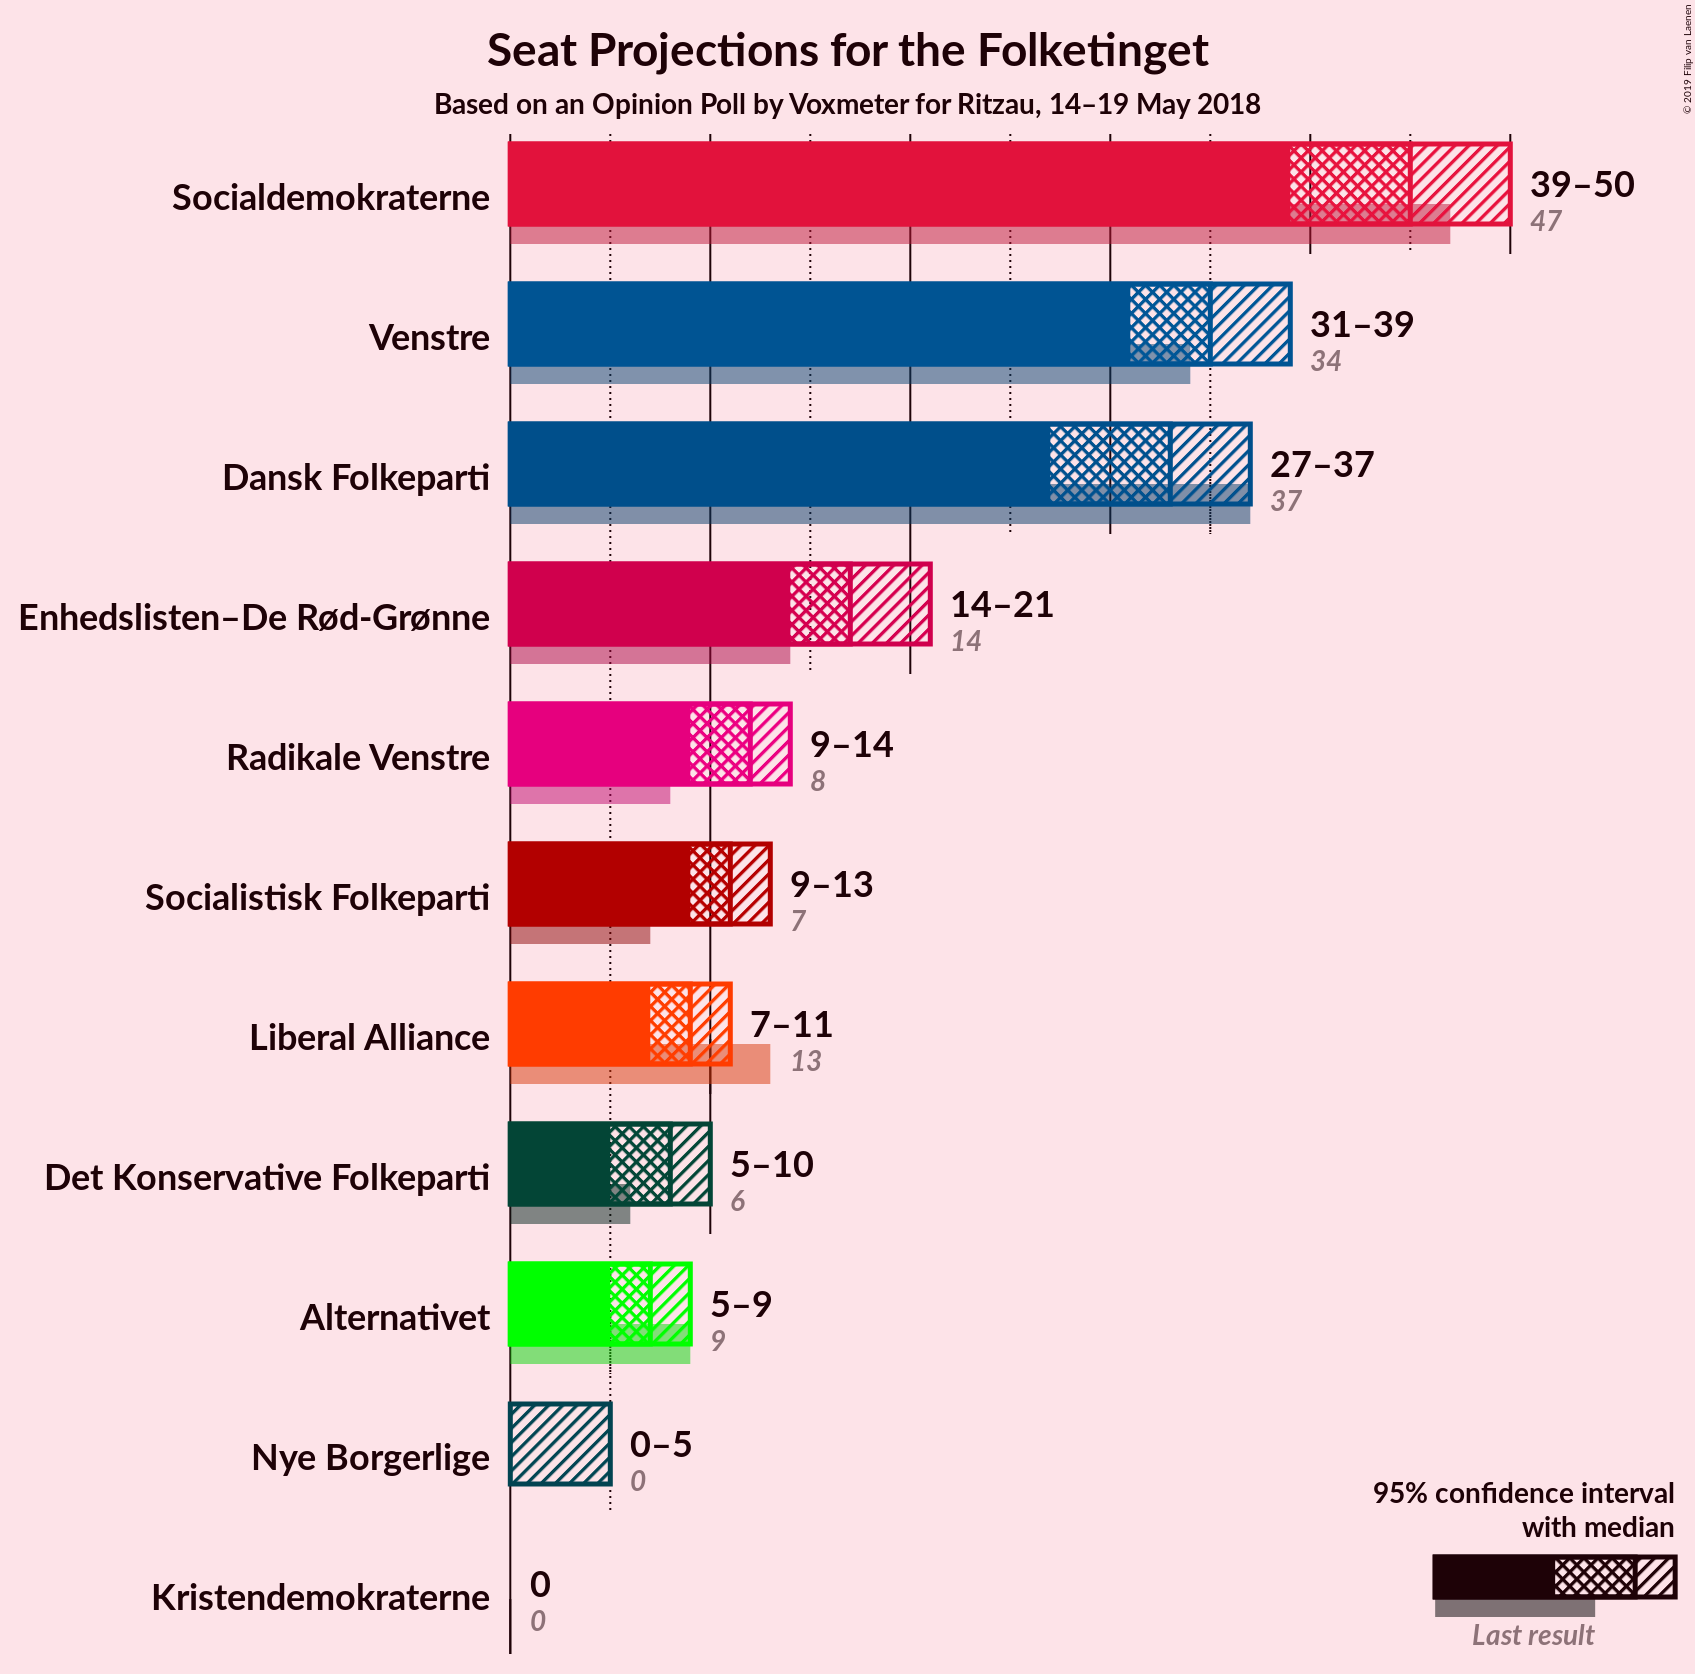 Seat Projections for the Folketinget
Based on an Opinion Poll by Voxmeter for Ritzau, 14–19 May 2018
© 2019 Filip van Laenen
Socialdemokraterne
39–50
47
Venstre
31–39
34
Dansk Folkeparti
27–37
37
Enhedslisten–De Rød-Grønne
14–21
14
Radikale Venstre
9–14
8
Socialistisk Folkeparti
9–13
7
Liberal Alliance
7–11
13
Det Konservative Folkeparti
5–10
6
Alternativet
5–9
9
Nye Borgerlige
0–5
0
Kristendemokraterne
0
0
95% confidence interval
with median
Last result